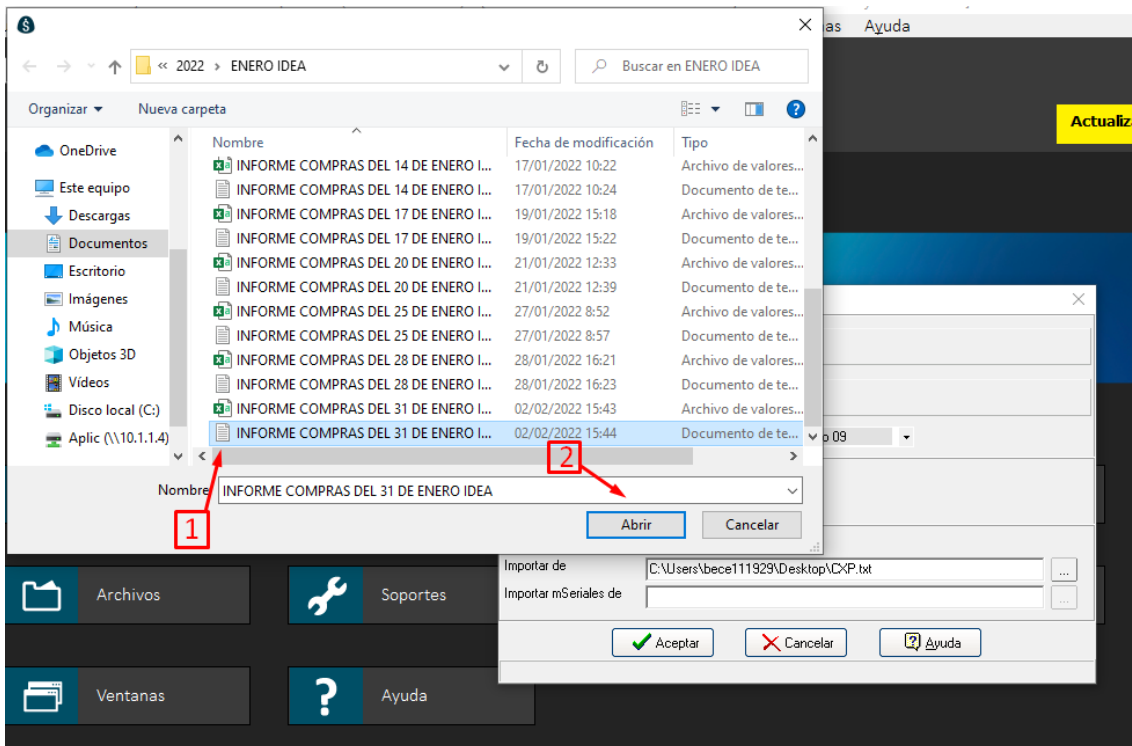 as Ayuda
« 2022 › ENERO IDEA
Buscar en ENERO IDEA
Organizar Nueva carpeta
Actualiz
Nombre Fecha de modificación Tipo
OneDrive
Este equipo
Descargas
Documentos
Escritorio
Imágenes
Música
Objetos 3D
Vídeos
Disco local (C:)
Aplic (\\10.1.1.4)
INFORME COMPRAS DEL 14 DE ENERO I... 17/01/2022 10:22 Archivo de valores...
INFORME COMPRAS DEL 14 DE ENERO I... 17/01/2022 10:24 Documento de te...
INFORME COMPRAS DEL 17 DE ENERO I... 19/01/2022 15:18 Archivo de valores...
INFORME COMPRAS DEL 17 DE ENERO I... 19/01/2022 15:22 Documento de te...
INFORME COMPRAS DEL 20 DE ENERO I... 21/01/2022 12:33 Archivo de valores...
INFORME COMPRAS DEL 20 DE ENERO I... 21/01/2022 12:39 Documento de te...
INFORME COMPRAS DEL 25 DE ENERO I... 27/01/2022 8:52 Archivo de valores...
INFORME COMPRAS DEL 25 DE ENERO I... 27/01/2022 8:57 Documento de te...
INFORME COMPRAS DEL 28 DE ENERO I... 28/01/2022 16:21 Archivo de valores...
INFORME COMPRAS DEL 28 DE ENERO I... 28/01/2022 16:23 Documento de te...
INFORME COMPRAS DEL 31 DE ENERO I... 02/02/2022 15:43 Archivo de valores...
INFORME COMPRAS DEL 31 DE ENERO I... 02/02/2022 15:44 Documento de te...
o 09
2
Nombre INFORME COMPRAS DEL 31 DE ENERO IDEA
1
Abrir Cancelar
Importar de C:\Users\bece111929\Desktop\CXP.txt ...
Importar mSeriales de ...
Archivos Soportes
Aceptar Cancelar Ayuda
Ventanas Ayuda